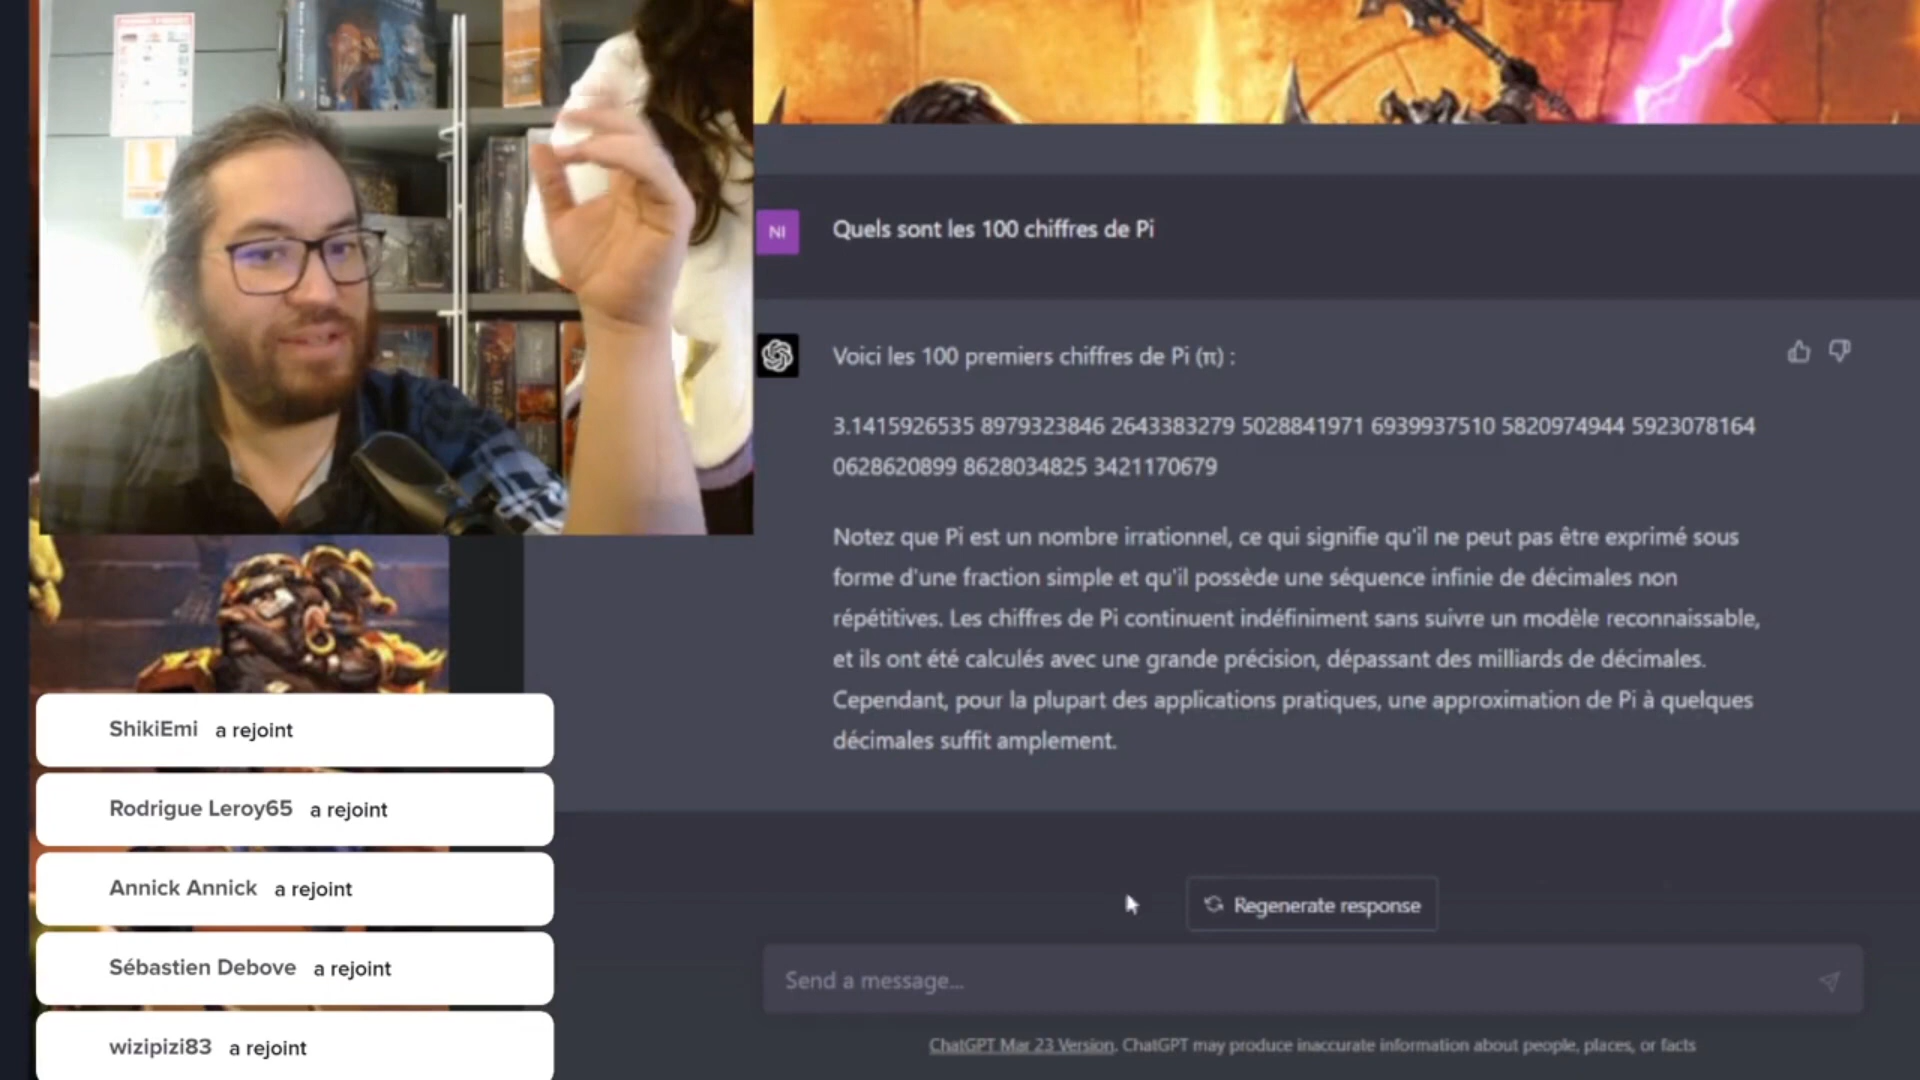 NI
Quels sont les 100 chiffres de Pi
Voici les 100 premiers chiffres de Pi (π) :
3.1415926535 8979323846 2643383279 5028841971 6939937510 5820974944 5923078164
0628620899 8628034825 3421170679
Notez que Pi est un nombre irrationnel, ce qui signifie qu'il ne peut pas être exprimé sous
forme d'une fraction simple et qu'il possède une séquence infinie de décimales non
répétitives. Les chiffres de Pi continuent indéfiniment sans suivre un modèle reconnaissable,
et ils ont été calculés avec une grande précision, dépassant des milliards de décimales.
Cependant, pour la plupart des applications pratiques, une approximation de Pi à quelques
décimales suffit amplement.
ShikiEmi a rejoint
Rodrigue Leroy65 a rejoint
Annick Annick a rejoint
Sébastien Debove a rejoint
wizipizi83 a rejoint
Regenerate response
Send a message...
ChatGPT Mar 23 Version. ChatGPT may produce inaccurate information about people, places, or facts